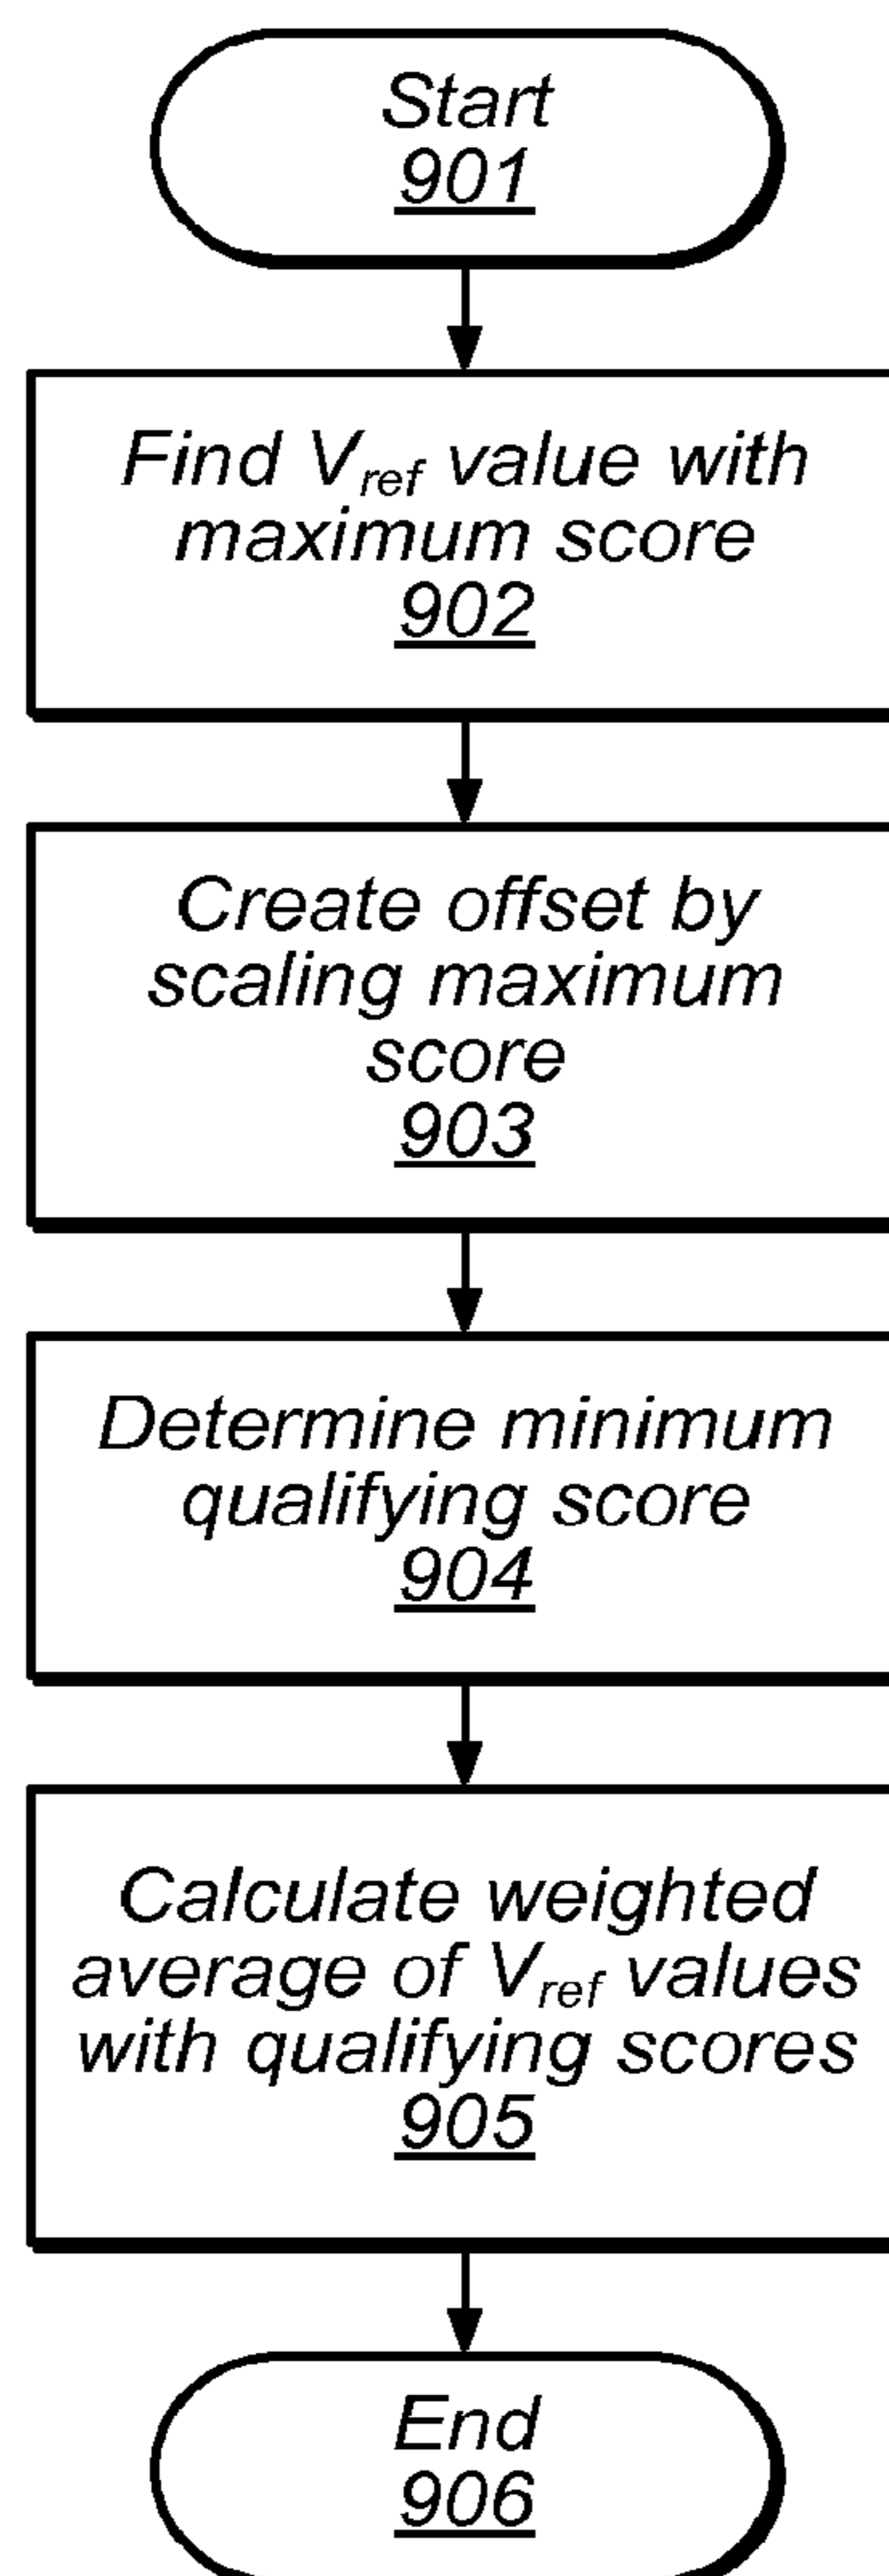 Start
901
Find Vref value with
maximum score
902
Create offset by
scaling maximum
score
903
Determine minimum
qualifying score
904
Calculate weighted
average of Vref values
with qualifying scores
905
End
906